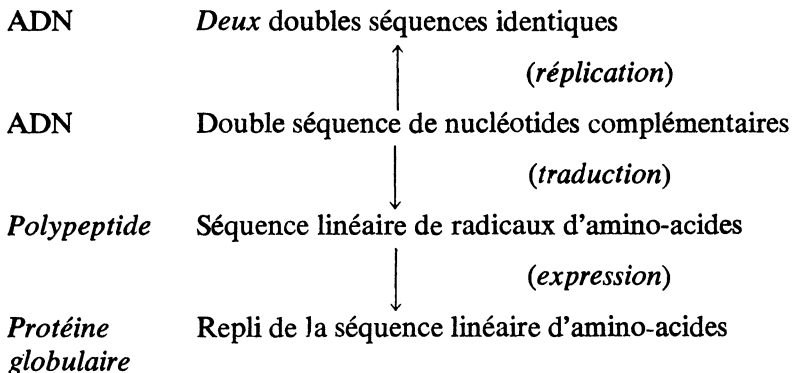 ADN Deux doubles séquences identiques
(réplication)
ADN Double séquence de nucléotides complémentaires
(traduction)
Polypeptide Séquence linéaire de radicaux d'amino-acides
(expression)
Protéine Repli de la séquence linéaire d'amino-acides
globulaire